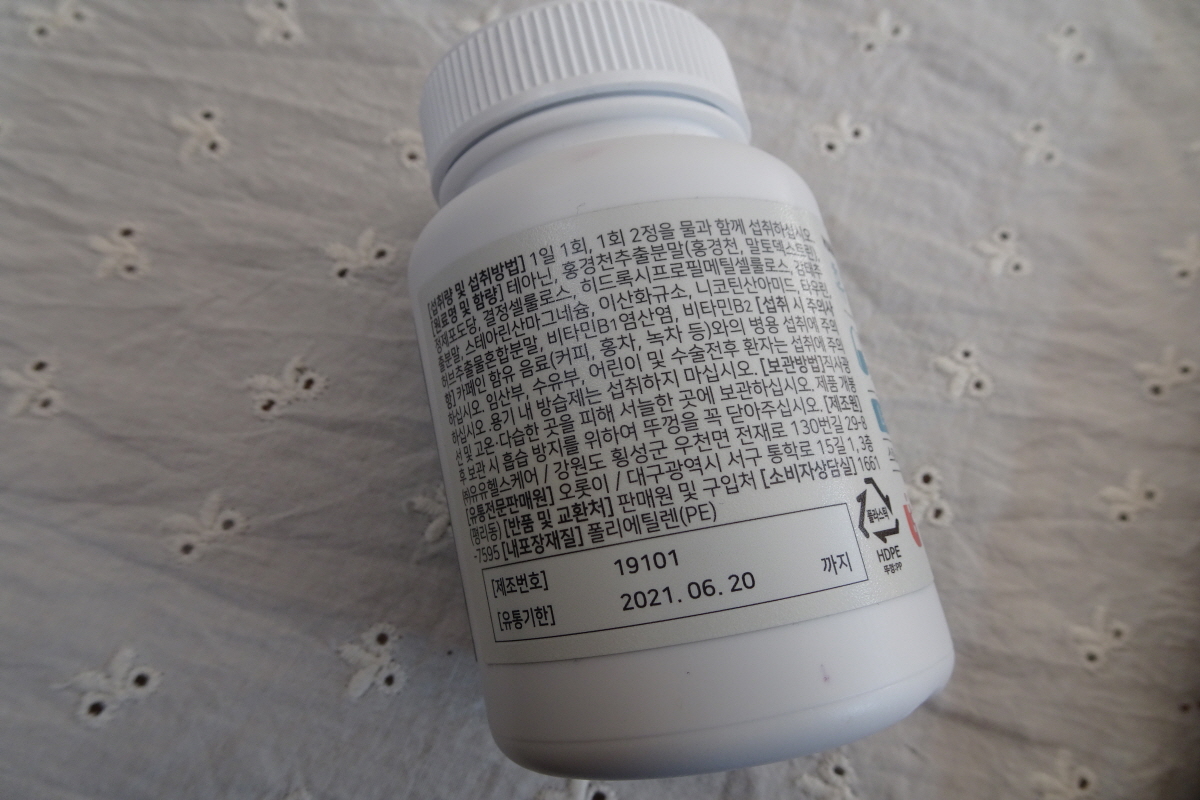 [섭취량 및 섭취방법] 1일 1회, 1회 2정을 물과 함께 섭취하십시오.
[원료명 및 함량] 테아닌, 홍경천추출분말(홍경천, 말토덱스트린),
정제포도당, 결정셀룰로스, 히드록시프로필메틸셀룰로스,
출분말, 스테아린산마그네슘, 이산화규소, 니코틴산아미드, 타우린,
허브추출물혼합분말, 비타민B1염산염, 비타민B2 [섭취 시 주의사
항] 카페인 함유 음료(커피, 홍차, 녹차 등)와의 병용 섭취에 주의
하십시오. 임산부, 수유부, 어린이 및 수술전후 환자는 섭취에 주의
하십시오. 용기 내 방습제는 섭취하지 마십시오. [보관방법] 직사광
선 및 고온·다습한 곳을 피해 서늘한 곳에 보관하십시오. 제품 개봉
후 보관 시 흡습 방지를 위하여 뚜껑을 꼭 닫아주십시오. [제조원]
㈜유유헬스케어 / 강원도 횡성군 우천면 전재로 130번길 29-8
[유통전문판매원] 오롯이 / 대구광역시 서구 통학로 15길 1, 3층
(평리동) [반품 및 교환처] 판매원 및 구입처 [소비자상담실] 1661
-7595 [내포장재질] 폴리에틸렌(PE)
[제조번호] 19101
[유통기한] 2021. 06. 20 까지
플라스틱
HDPE
뚜껑:PP